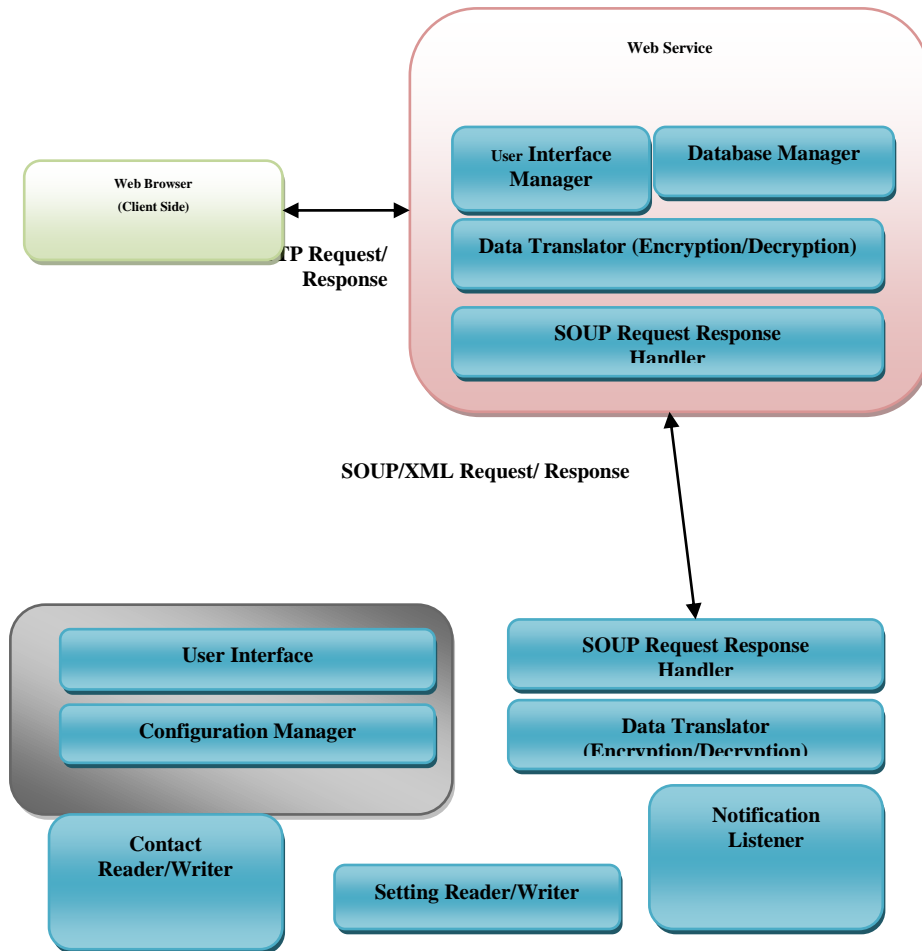 Web Service
User Interface
Manager
Database Manager
Web Browser
(Client Side)
TP Request/
Response
Data Translator (Encryption/Decryption)
SOUP Request Response
Handler
SOUP/XML Request/ Response
User Interface
Configuration Manager
SOUP Request Response
Handler
Data Translator
(Encryption/Decryption)
Contact
Reader/Writer
Setting Reader/Writer
Notification
Listener